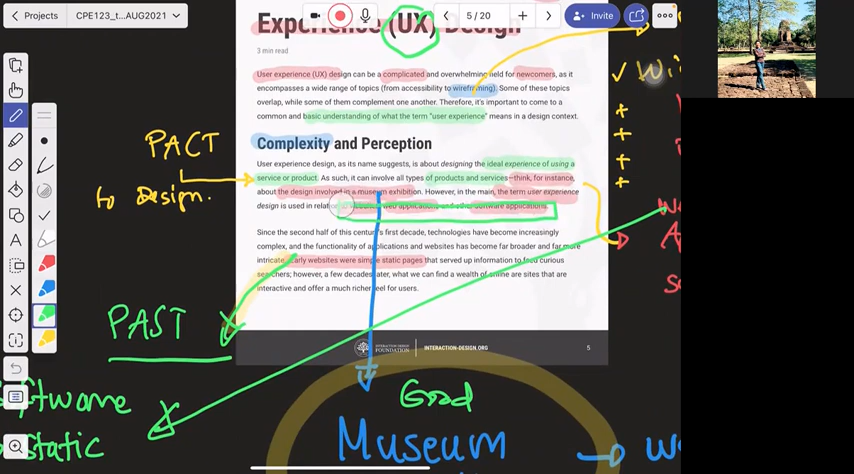 Projects
CPE123_t...AUG2021
5 / 20
Invite
Experience (UX) Design
3 min read
User experience (UX) design can be a complicated and overwhelming field for newcomers, as it
encompasses a wide range of topics (from accessibility to wireframing). Some of these topics
overlap, while some of them complement one another. Therefore, it's important to come to a
common and basic understanding of what the term "user experience" means in a design context.
Complexity and Perception
User experience design, as its name suggests, is about designing the ideal experience of using a
service or product. As such, it can involve all types of products and services—think, for instance,
about the design involved in a museum exhibition. However, in the main, the term user experience
design is used in relation web applications and other software applications.
Since the second half of this century's first decade, technologies have become increasingly
complex, and the functionality of applications and websites has become far broader and far more
intricate. Early websites were simple static pages that served up information to feed curious
searchers; however, a few decades later, what we can find a wealth of online are sites that are
interactive and offer a much richer feel for users.
INTERACTION DESIGN
FOUNDATION
INTERACTION-DESIGN.ORG
5
PACT
to Design.
PAST
Static
Good
Museum